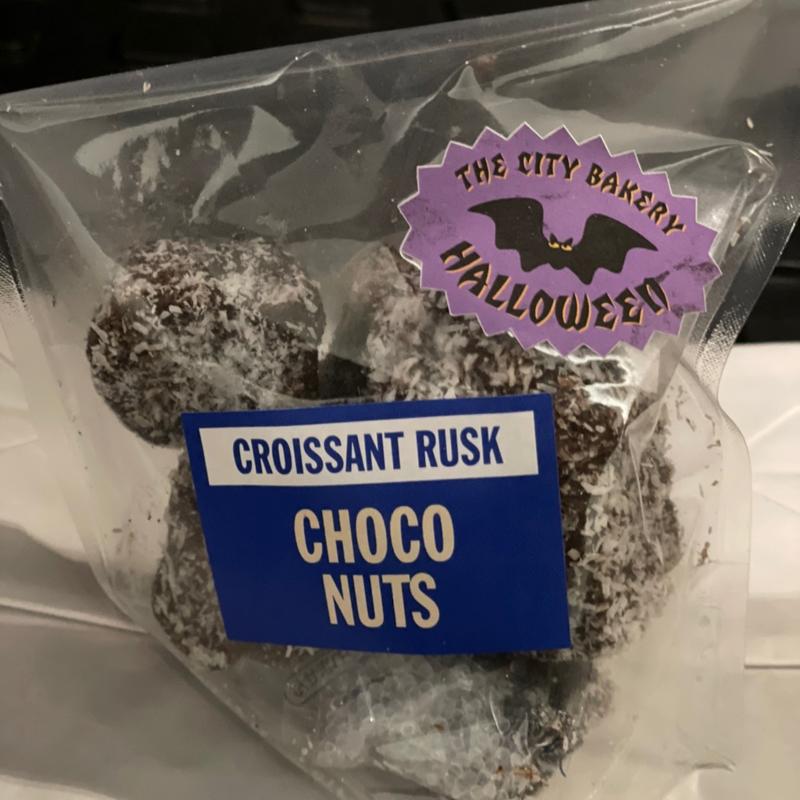 THE CITY BAKERY
HALLOWEEN
CROISSANT RUSK
CHOCO
NUTS